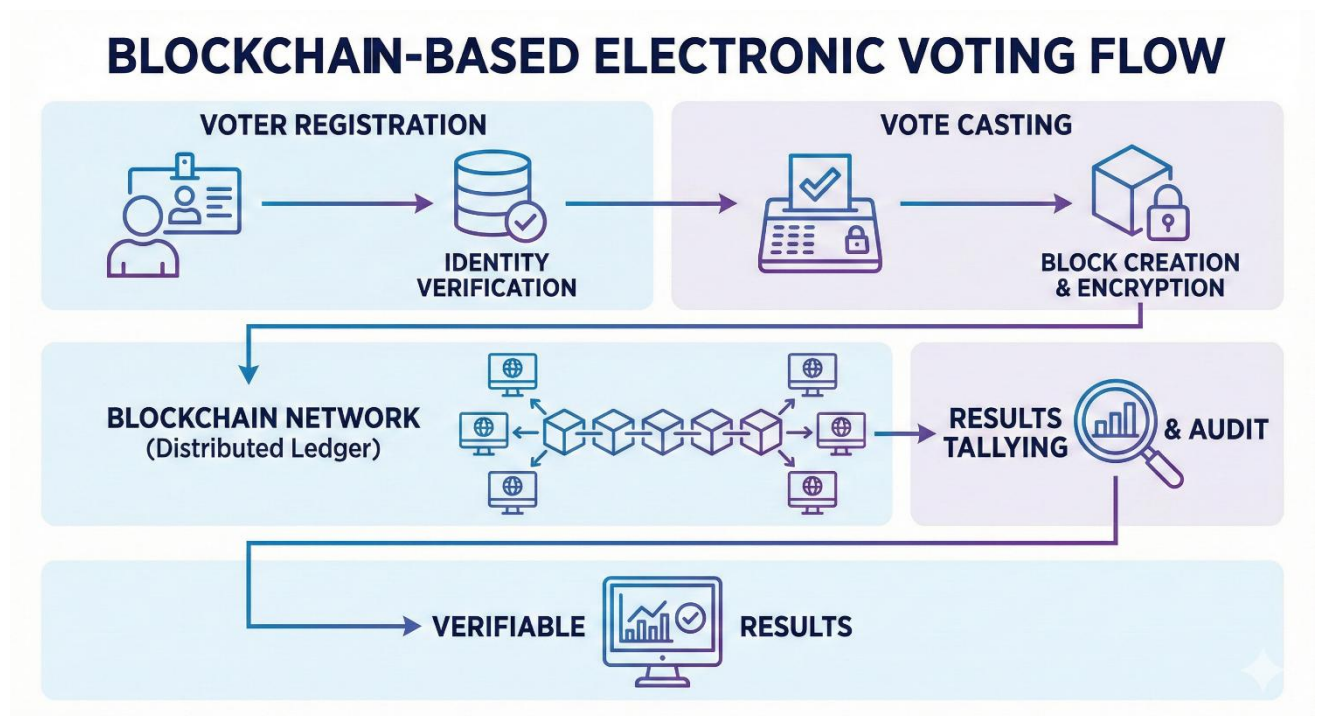 BLOCKCHAIN-BASED ELECTRONIC VOTING FLOW
VOTER REGISTRATION
IDENTITY
VERIFICATION
VOTE CASTING
BLOCK CREATION
& ENCRYPTION
BLOCKCHAIN NETWORK
(Distributed Ledger)
RESULTS
TALLYING
& AUDIT
VERIFIABLE
RESULTS